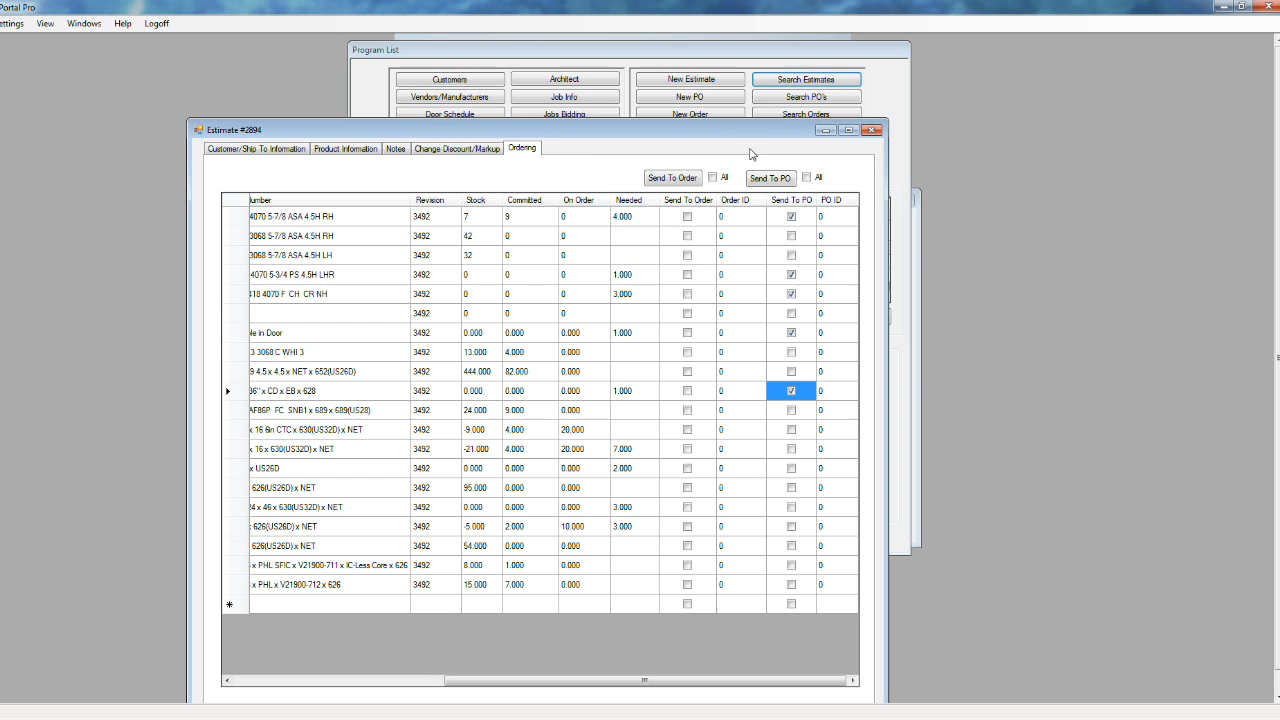 Portal Pro
ettings View Windows Help Logoff
Program List
Customers Architect New Estimate Search Estimates
Vendors/Manufacturers Job Info New PO Search PO's
Door Schedule Jobs Bidding New Order Search Orders
Estimate #2894
Customer/Ship To Information Product Information Notes Change Discount/Markup Ordering
Send To Order All Send To PO All
lumber Revision Stock Committed On Order Needed Send To Order Order ID Send To PO PO ID
4070 5-7/8 ASA 4.5H RH 3492 7 9 0 4.000 0 0
3068 5-7/8 ASA 4.5H RH 3492 42 0 0 0 0
3068 5-7/8 ASA 4.5H LH 3492 32 0 0 0 0
4070 5-3/4 PS 4.5H LHR 3492 0 0 0 1.000 0 0
418 4070 F CH CR NH 3492 0 0 0 3.000 0 0
3492 0 0 0 0 0
le in Door 3492 0.000 0.000 0.000 1.000 0 0
3 3068 C WHI 3 3492 13.000 4.000 0.000 0 0
9 4.5 x 4.5 x NET x 652(US26D) 3492 444.000 82.000 0.000 0 0
36" x CD x EB x 628 3492 0.000 0.000 0.000 1.000 0 0
AF86P FC SNB1 x 689 x 689(US28) 3492 24.000 9.000 0.000 0 0
x 16 6in CTC x 630(US32D) x NET 3492 -9.000 4.000 20.000 0 0
x 16 x 630(US32D) x NET 3492 -21.000 4.000 20.000 7.000 0 0
x US26D 3492 0.000 0.000 0.000 2.000 0 0
626(US26D) x NET 3492 95.000 0.000 0.000 0 0
24 x 46 x 630(US32D) x NET 3492 0.000 0.000 0.000 3.000 0 0
x 626(US26D) x NET 3492 -5.000 2.000 10.000 3.000 0 0
626(US26D) x NET 3492 54.000 0.000 0.000 0 0
x PHL SFIC x V21900-711 x IC-Less Core x 626 3492 8.000 1.000 0.000 0 0
x PHL x V21900-712 x 626 3492 15.000 7.000 0.000 0 0